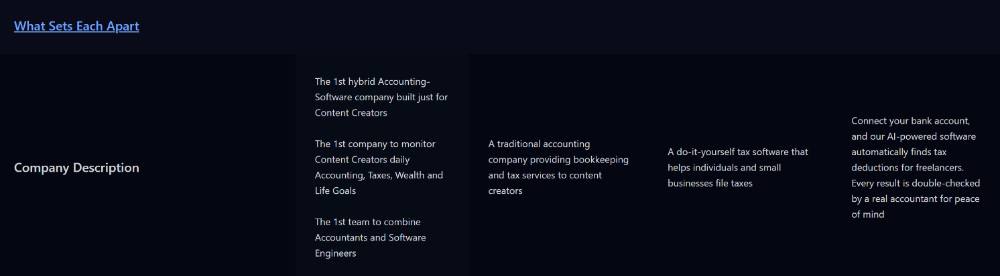 What Sets Each Apart
Company Description
The 1st hybrid Accounting-
Software company built just for
Content Creators
The 1st company to monitor
Content Creators daily
Accounting, Taxes, Wealth and
Life Goals
The 1st team to combine
Accountants and Software
Engineers
A traditional accounting
company providing bookkeeping
and tax services to content
creators
A do-it-yourself tax software that
helps individuals and small
businesses file taxes
Connect your bank account,
and our AI-powered software
automatically finds tax
deductions for freelancers.
Every result is double-checked
by a real accountant for peace
of mind